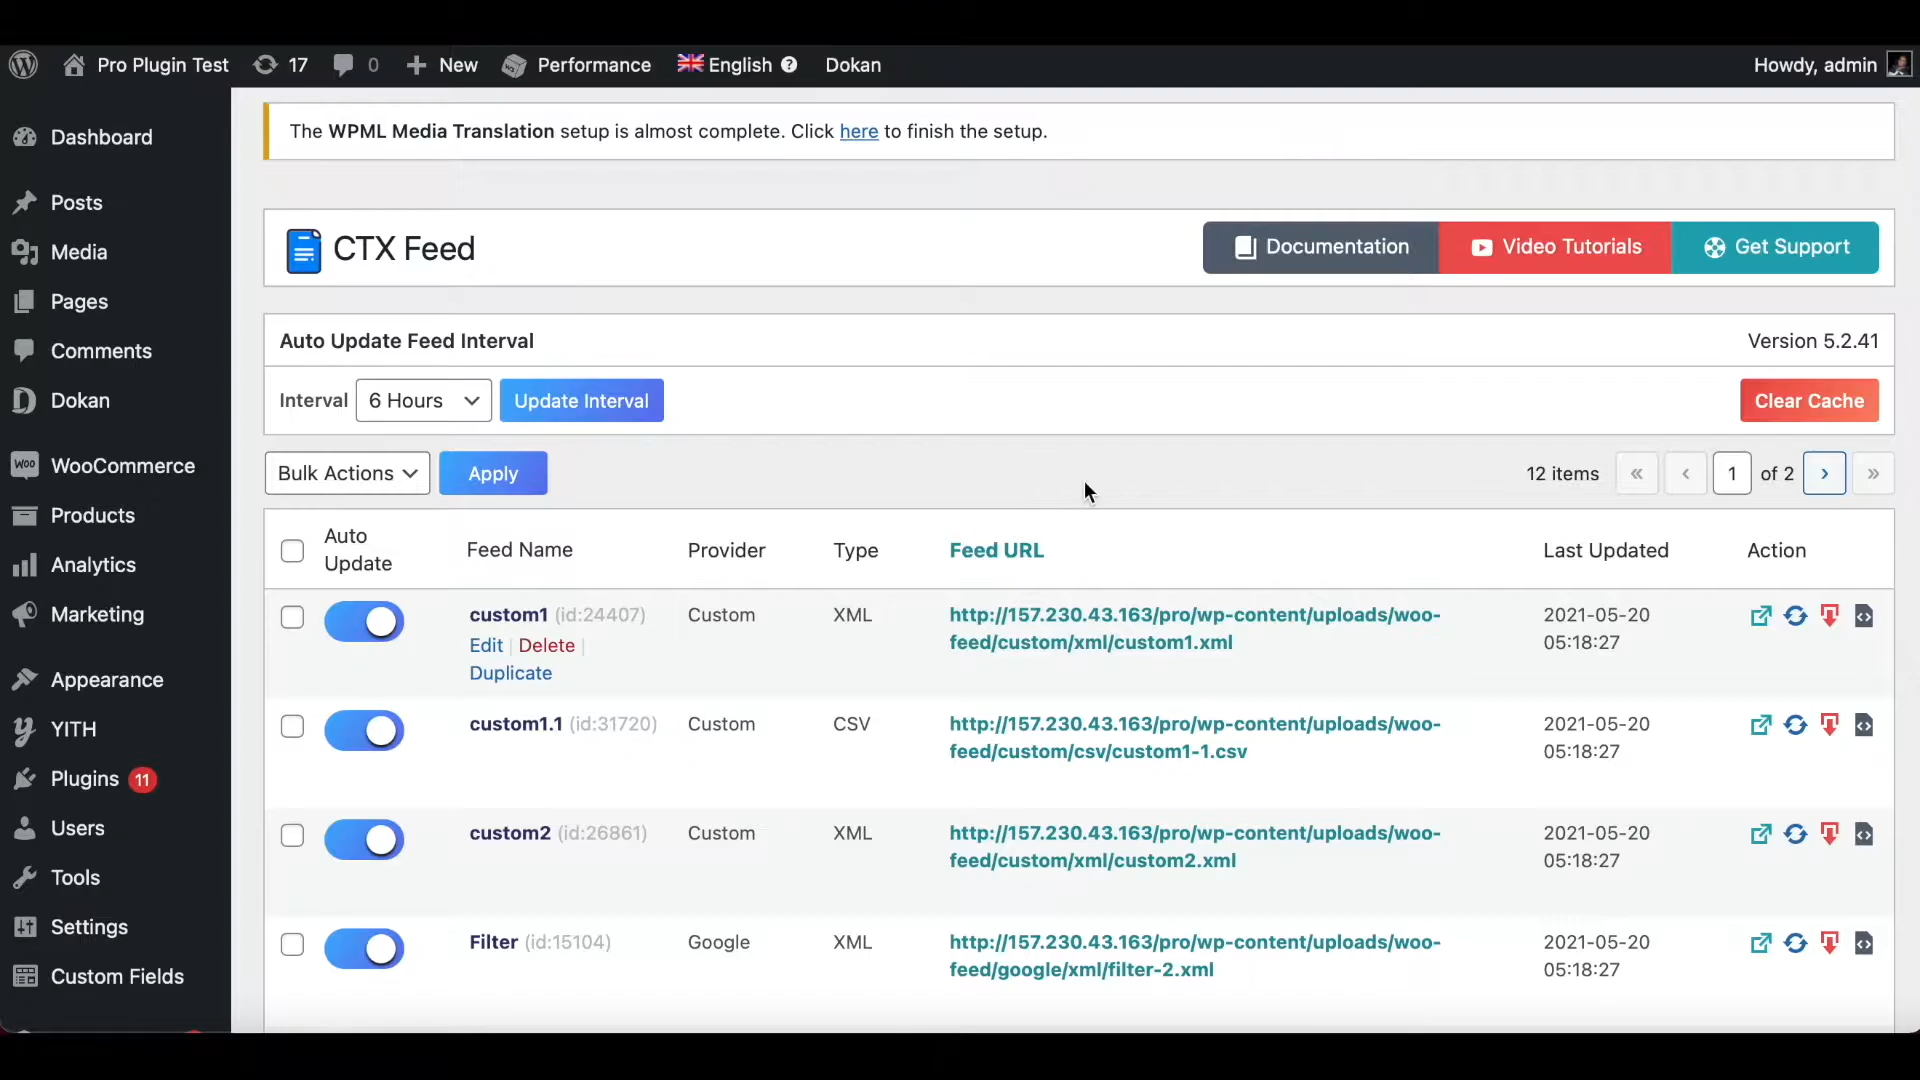 Pro Plugin Test 17 0 New Performance English Dokan Howdy, admin
Dashboard
Posts
Media
Pages
Comments
Dokan
WooCommerce
Products
Analytics
Marketing
Appearance
YITH
Plugins 11
Users
Tools
Settings
Custom Fields
The WPML Media Translation setup is almost complete. Click here to finish the setup.
CTX Feed
Documentation Video Tutorials Get Support
Auto Update Feed Interval Version 5.2.41
Interval 6 Hours Update Interval Clear Cache
Bulk Actions Apply 12 items « ‹ 1 of 2 › »
Auto Update Feed Name Provider Type Feed URL Last Updated Action
custom1 (id:24407) Custom XML http://157.230.43.163/pro/wp-content/uploads/woo- 2021-05-20
Edit | Delete | feed/custom/xml/custom1.xml 05:18:27
Duplicate
custom1.1 (id:31720) Custom CSV http://157.230.43.163/pro/wp-content/uploads/woo- 2021-05-20
feed/custom/csv/custom1-1.csv 05:18:27
custom2 (id:26861) Custom XML http://157.230.43.163/pro/wp-content/uploads/woo- 2021-05-20
feed/custom/xml/custom2.xml 05:18:27
Filter (id:15104) Google XML http://157.230.43.163/pro/wp-content/uploads/woo- 2021-05-20
feed/google/xml/filter-2.xml 05:18:27